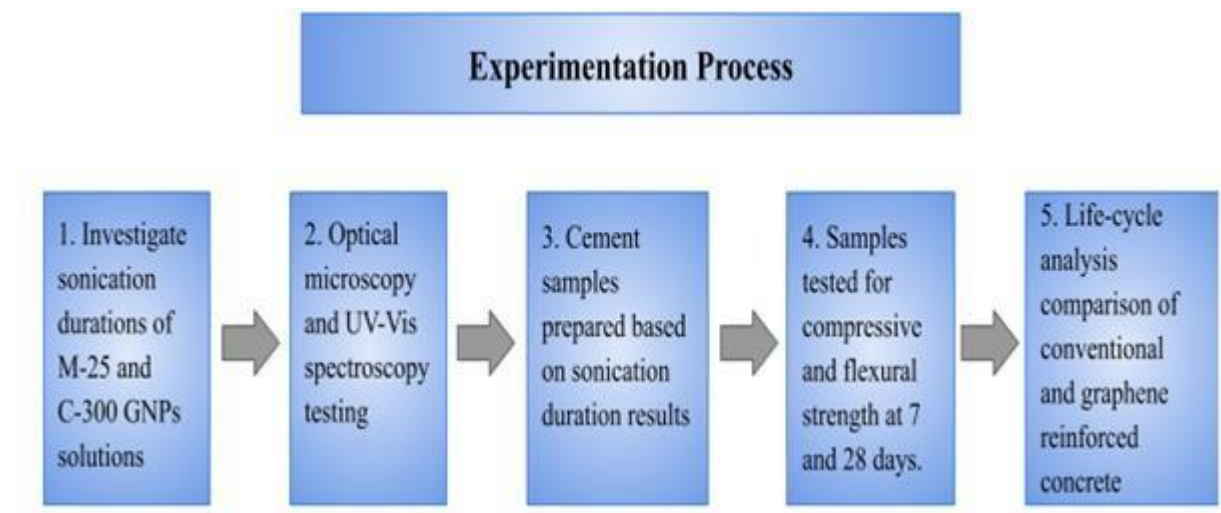 Experimentation Process
1. Investigate
sonication
durations of
M-25 and
C-300 GNPs
solutions
2. Optical
microscopy
and UV-Vis
spectroscopy
testing
3. Cement
samples
prepared based
on sonication
duration results
4. Samples
tested for
compressive
and flexural
strength at 7
and 28 days.
5. Life-cycle
analysis
comparison of
conventional
and graphene
reinforced
concrete